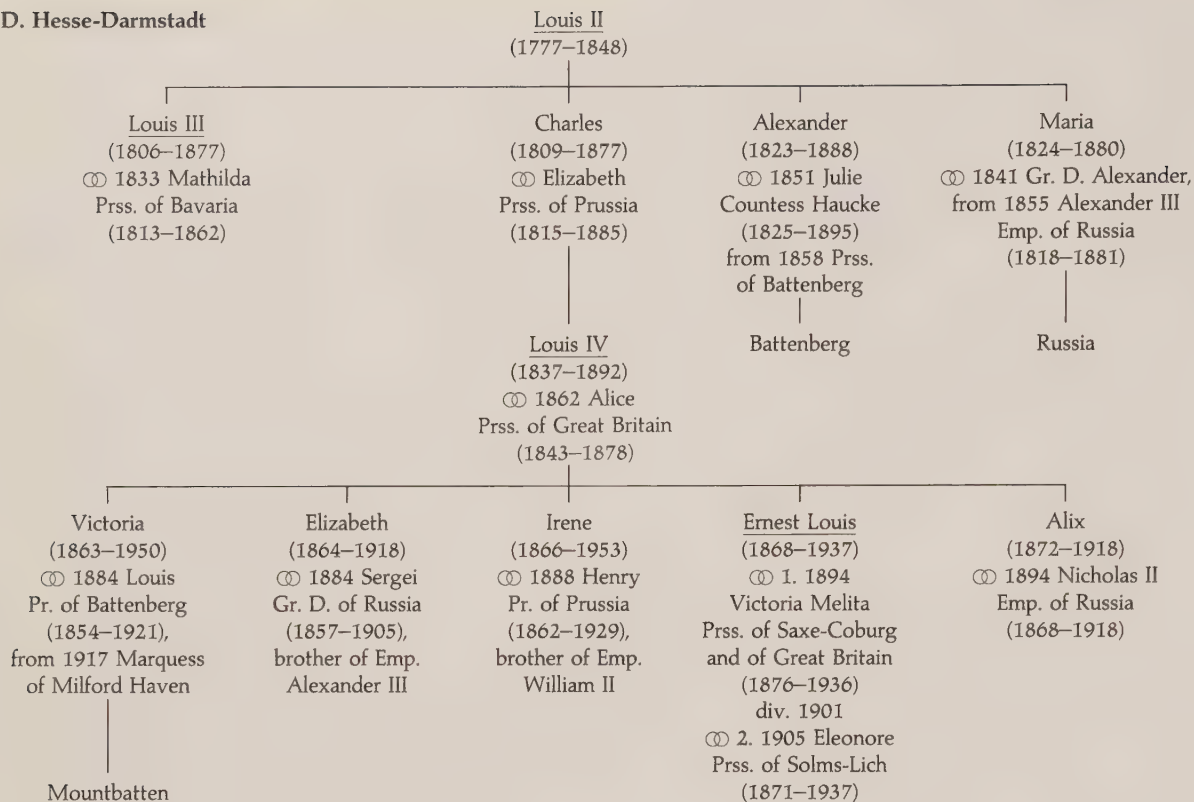 D. Hesse-Darmstadt
Louis II
(1777–1848)
Louis III
(1806–1877)
⚭ 1833 Mathilda
Prss. of Bavaria
(1813–1862)
Charles
(1809–1877)
⚭ Elizabeth
Prss. of Prussia
(1815–1885)
Alexander
(1823–1888)
⚭ 1851 Julie
Countess Haucke
(1825–1895)
from 1858 Prss.
of Battenberg
Maria
(1824–1880)
⚭ 1841 Gr. D. Alexander,
from 1855 Alexander III
Emp. of Russia
(1818–1881)
Louis IV
(1837–1892)
⚭ 1862 Alice
Prss. of Great Britain
(1843–1878)
Battenberg
Russia
Victoria
(1863–1950)
⚭ 1884 Louis
Pr. of Battenberg
(1854–1921),
from 1917 Marquess
of Milford Haven
Elizabeth
(1864–1918)
⚭ 1884 Sergei
Gr. D. of Russia
(1857–1905),
brother of Emp.
Alexander III
Irene
(1866–1953)
⚭ 1888 Henry
Pr. of Prussia
(1862–1929),
brother of Emp.
William II
Ernest Louis
(1868–1937)
⚭ 1. 1894
Victoria Melita
Prss. of Saxe-Coburg
and of Great Britain
(1876–1936)
div. 1901
⚭ 2. 1905 Eleonore
Prss. of Solms-Lich
(1871–1937)
Alix
(1872–1918)
⚭ 1894 Nicholas II
Emp. of Russia
(1868–1918)
Mountbatten